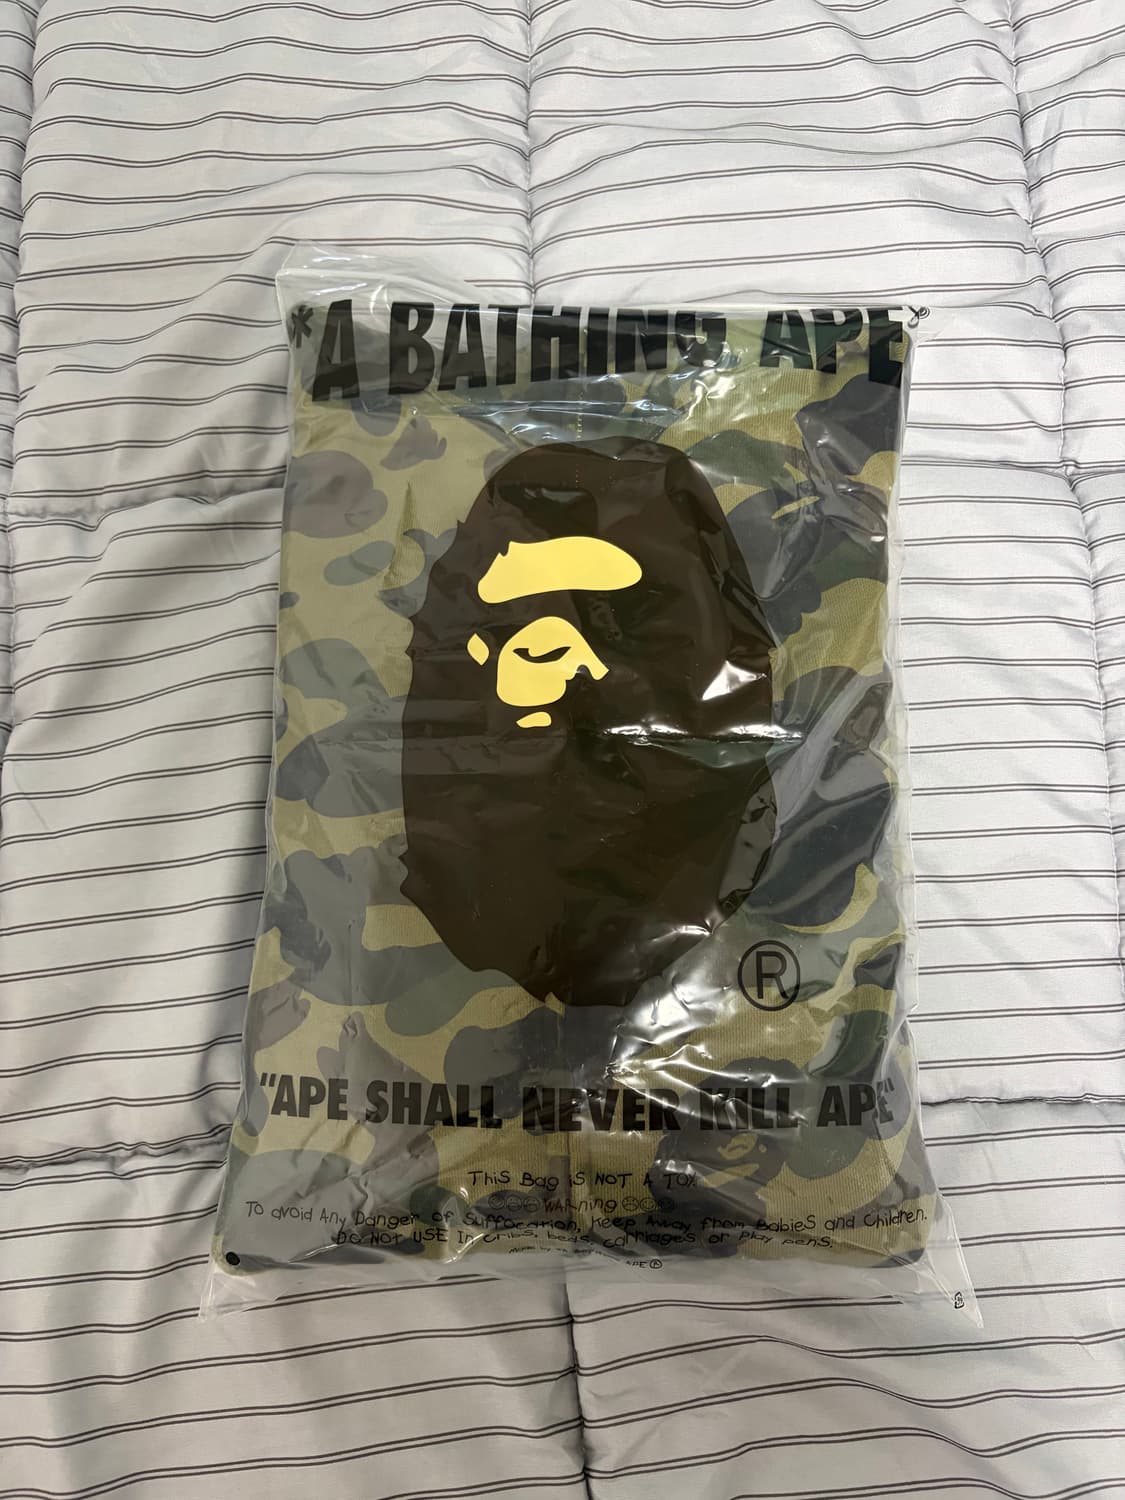 *A BATHING APE
®
"APE SHALL NEVER KILL APE"
This Bag is NOT A TOY
WARning
To avoid Any Danger of Suffocation, Keep Away from Babies and Children.
DO NOT USE In cribs, beds, carriages or play pens.
APE ®